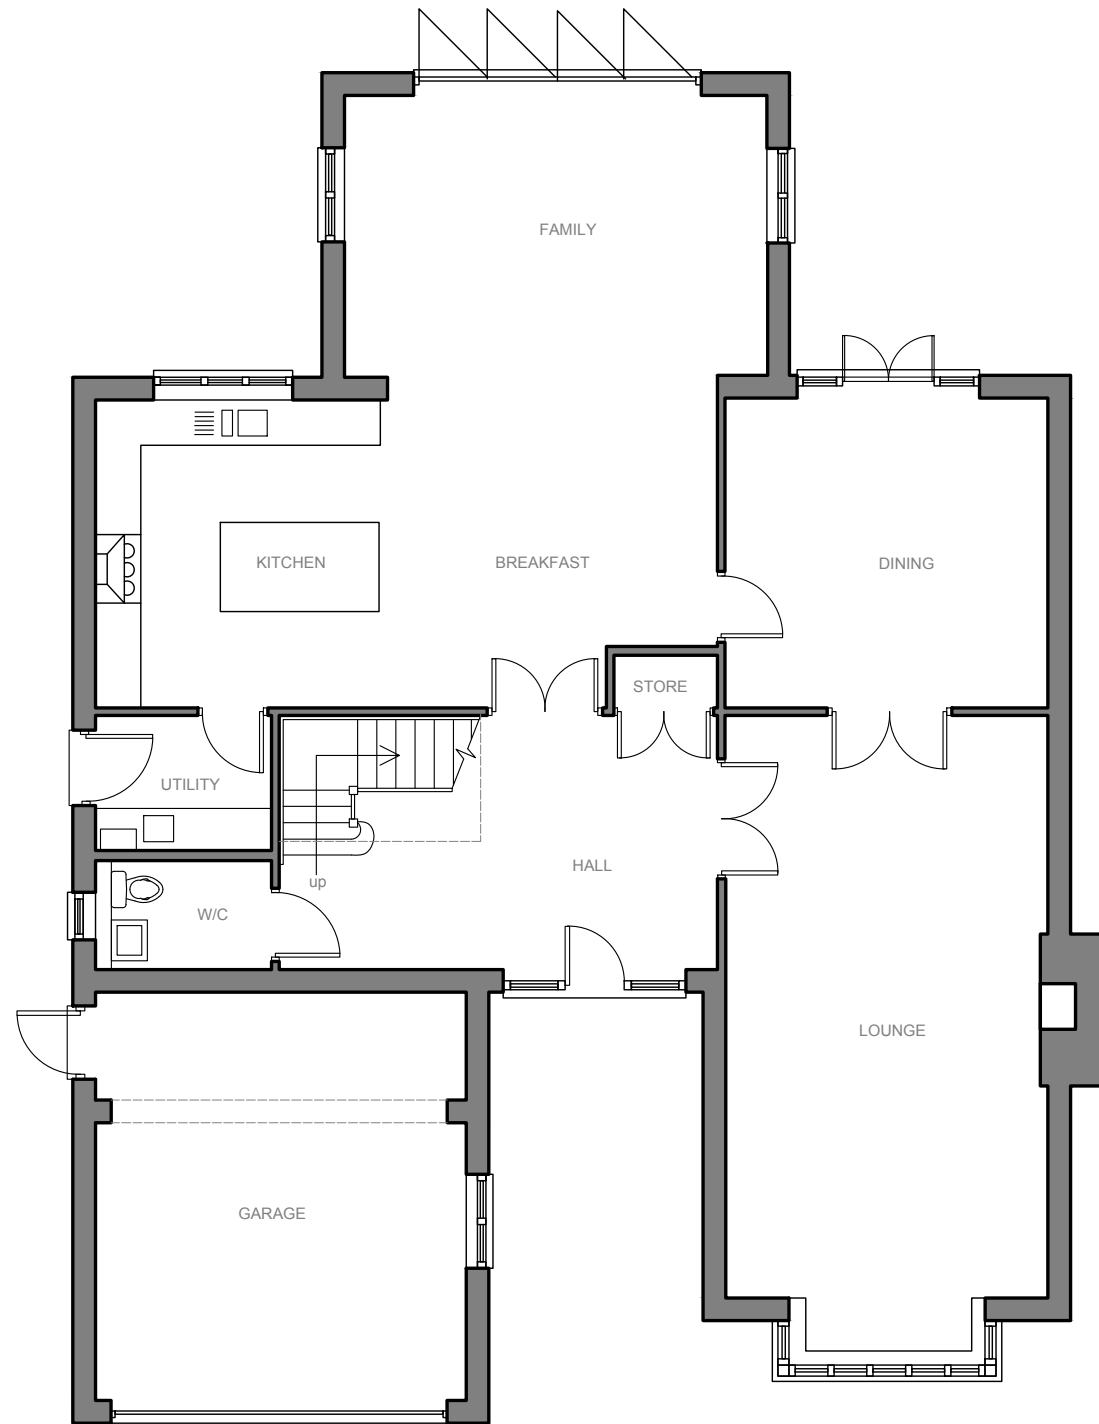 FAMILY
KITCHEN
BREAKFAST
DINING
STORE
UTILITY
HALL
up
W/C
LOUNGE
GARAGE